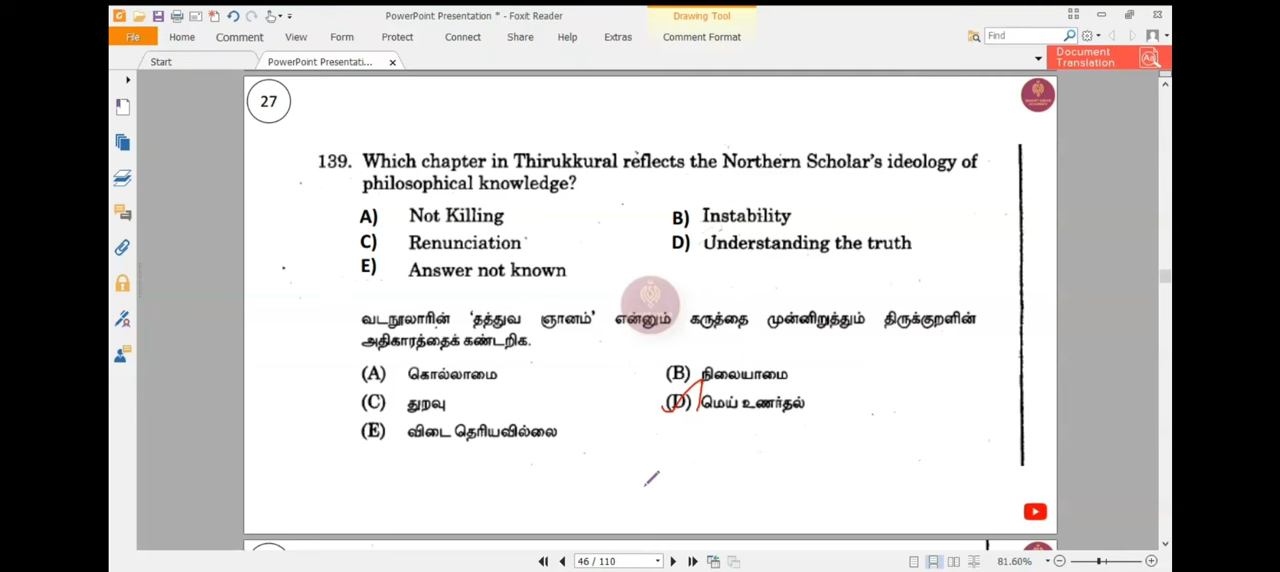 PowerPoint Presentation * - Foxit Reader
Drawing Tool
File Home Comment View Form Protect Connect Share Help Extras Comment Format
Find
Start
PowerPoint Presentati...
Document Translation
27
139. Which chapter in Thirukkural reflects the Northern Scholar's ideology of
philosophical knowledge?
A) Not Killing B) Instability
C) Renunciation D) Understanding the truth
E) Answer not known
வடநூலாரின் 'தத்துவ ஞானம்' என்னும் கருத்தை முன்னிறுத்தும் திருக்குறளின்
அதிகாரத்தைக் கண்டறிக.
(A) கொல்லாமை (B) நிலையாமை
(C) துறவு (D) மெய் உணர்தல்
(E) விடை தெரியவில்லை
46 / 110
81.60%